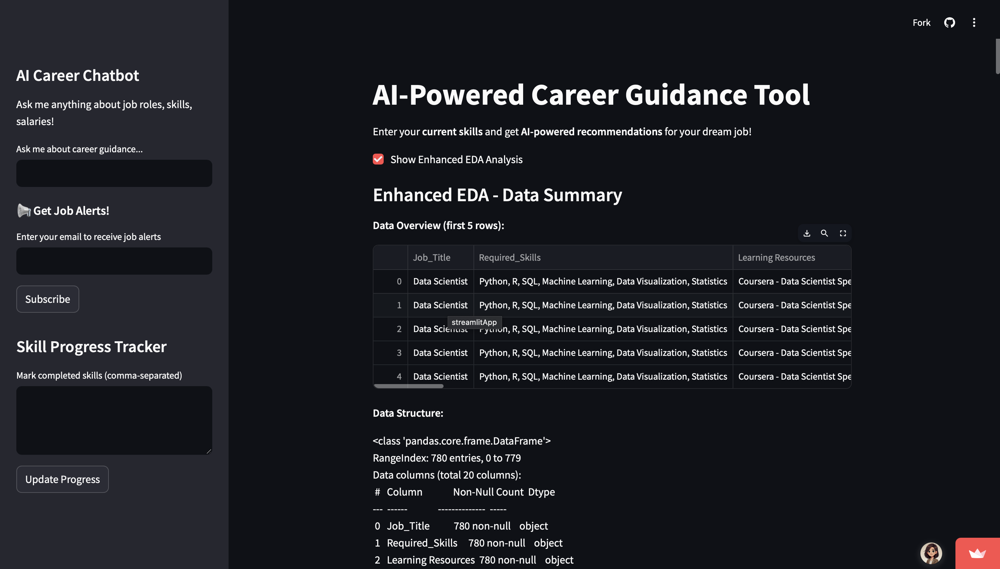 Fork
AI Career Chatbot
Ask me anything about job roles, skills,
salaries!
Ask me about career guidance...
Get Job Alerts!
Enter your email to receive job alerts
Subscribe
Skill Progress Tracker
Mark completed skills (comma-separated)
Update Progress
AI-Powered Career Guidance Tool
Enter your current skills and get AI-powered recommendations for your dream job!
Show Enhanced EDA Analysis
Enhanced EDA - Data Summary
Data Overview (first 5 rows):
Job_Title Required_Skills Learning Resources
0 Data Scientist Python, R, SQL, Machine Learning, Data Visualization, Statistics Coursera - Data Scientist Spe
1 Data Scientist Python, R, SQL, Machine Learning, Data Visualization, Statistics Coursera - Data Scientist Spe
streamlitApp
2 Data Scientist Python, R, SQL, Machine Learning, Data Visualization, Statistics Coursera - Data Scientist Spe
3 Data Scientist Python, R, SQL, Machine Learning, Data Visualization, Statistics Coursera - Data Scientist Spe
4 Data Scientist Python, R, SQL, Machine Learning, Data Visualization, Statistics Coursera - Data Scientist Spe
Data Structure:
<class 'pandas.core.frame.DataFrame'>
RangeIndex: 780 entries, 0 to 779
Data columns (total 20 columns):
# Column Non-Null Count Dtype
--- ------ -------------- -----
0 Job_Title 780 non-null object
1 Required_Skills 780 non-null object
2 Learning Resources 780 non-null object